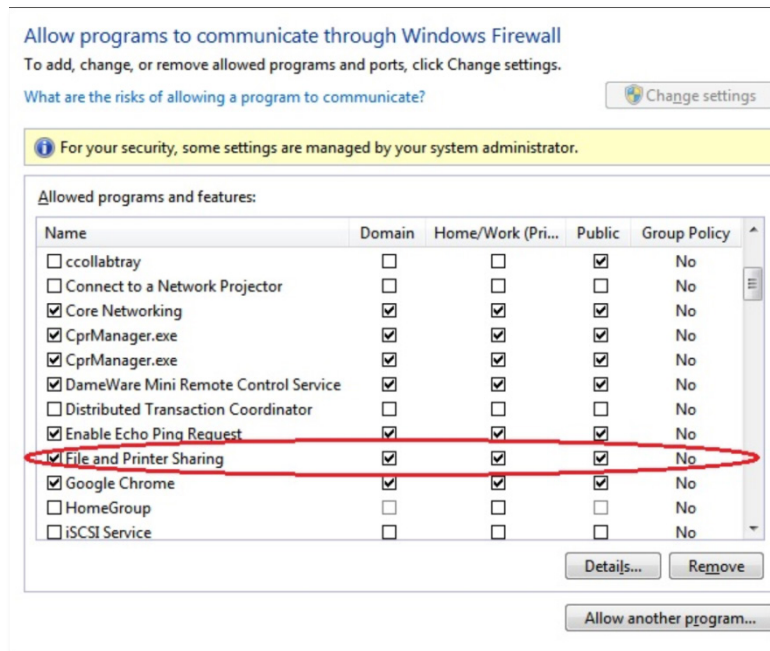 Allow programs to communicate through Windows Firewall
To add, change, or remove allowed programs and ports, click Change settings.
What are the risks of allowing a program to communicate?
Change settings
For your security, some settings are managed by your system administrator.
Allowed programs and features:
Name Domain Home/Work (Pri... Public Group Policy
ccollabtray No
Connect to a Network Projector No
Core Networking No
CprManager.exe No
CprManager.exe No
DameWare Mini Remote Control Service No
Distributed Transaction Coordinator No
Enable Echo Ping Request No
File and Printer Sharing No
Google Chrome No
HomeGroup No
iSCSI Service No
Details... Remove
Allow another program...